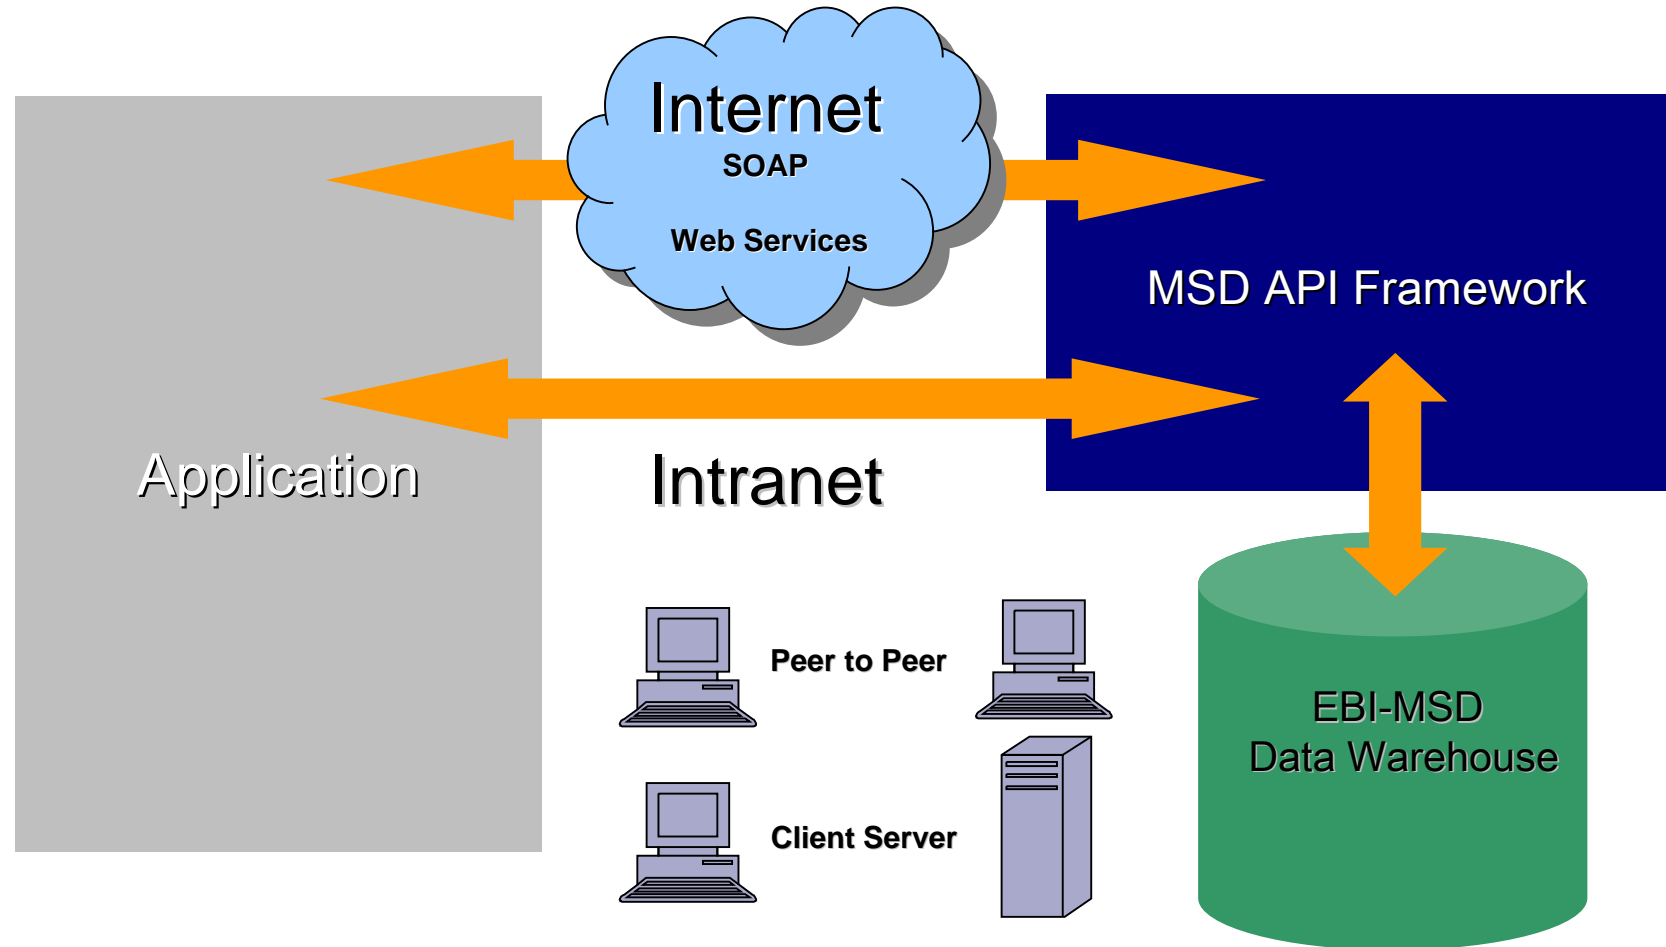 Internet
SOAP
Web Services
MSD API Framework
Application
Intranet
Peer to Peer
EBI-MSD
Data Warehouse
Client Server